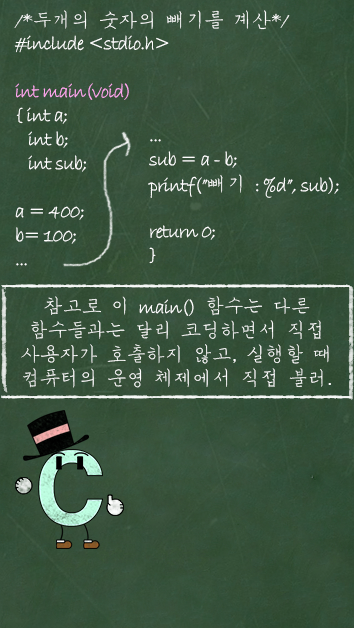 /*두개의 숫자의 빼기를 계산*/
#include <stdio.h>
int main(void)
{ int a;
int b;
int sub;
a = 400;
b= 100;
...
...
sub = a - b;
printf("빼기 : %d", sub);
return 0;
}
참고로 이 main() 함수는 다른
함수들과는 달리 코딩하면서 직접
사용자가 호출하지 않고, 실행할 때
컴퓨터의 운영 체제에서 직접 불러.
C